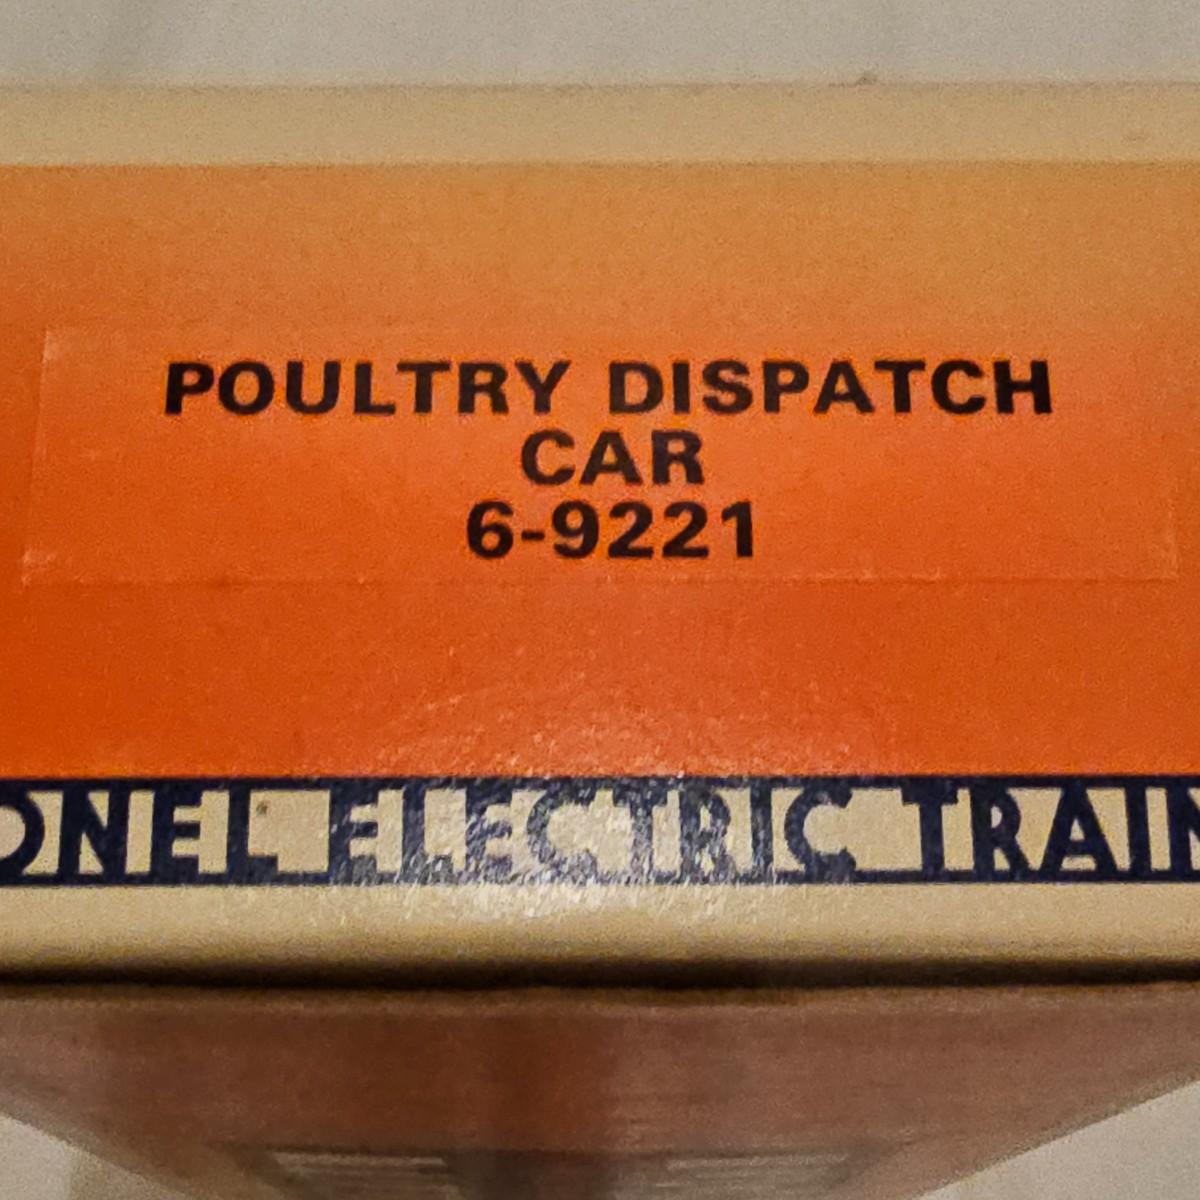 POULTRY DISPATCH
CAR
6-9221
ONEL ELECTRIC TRAIN